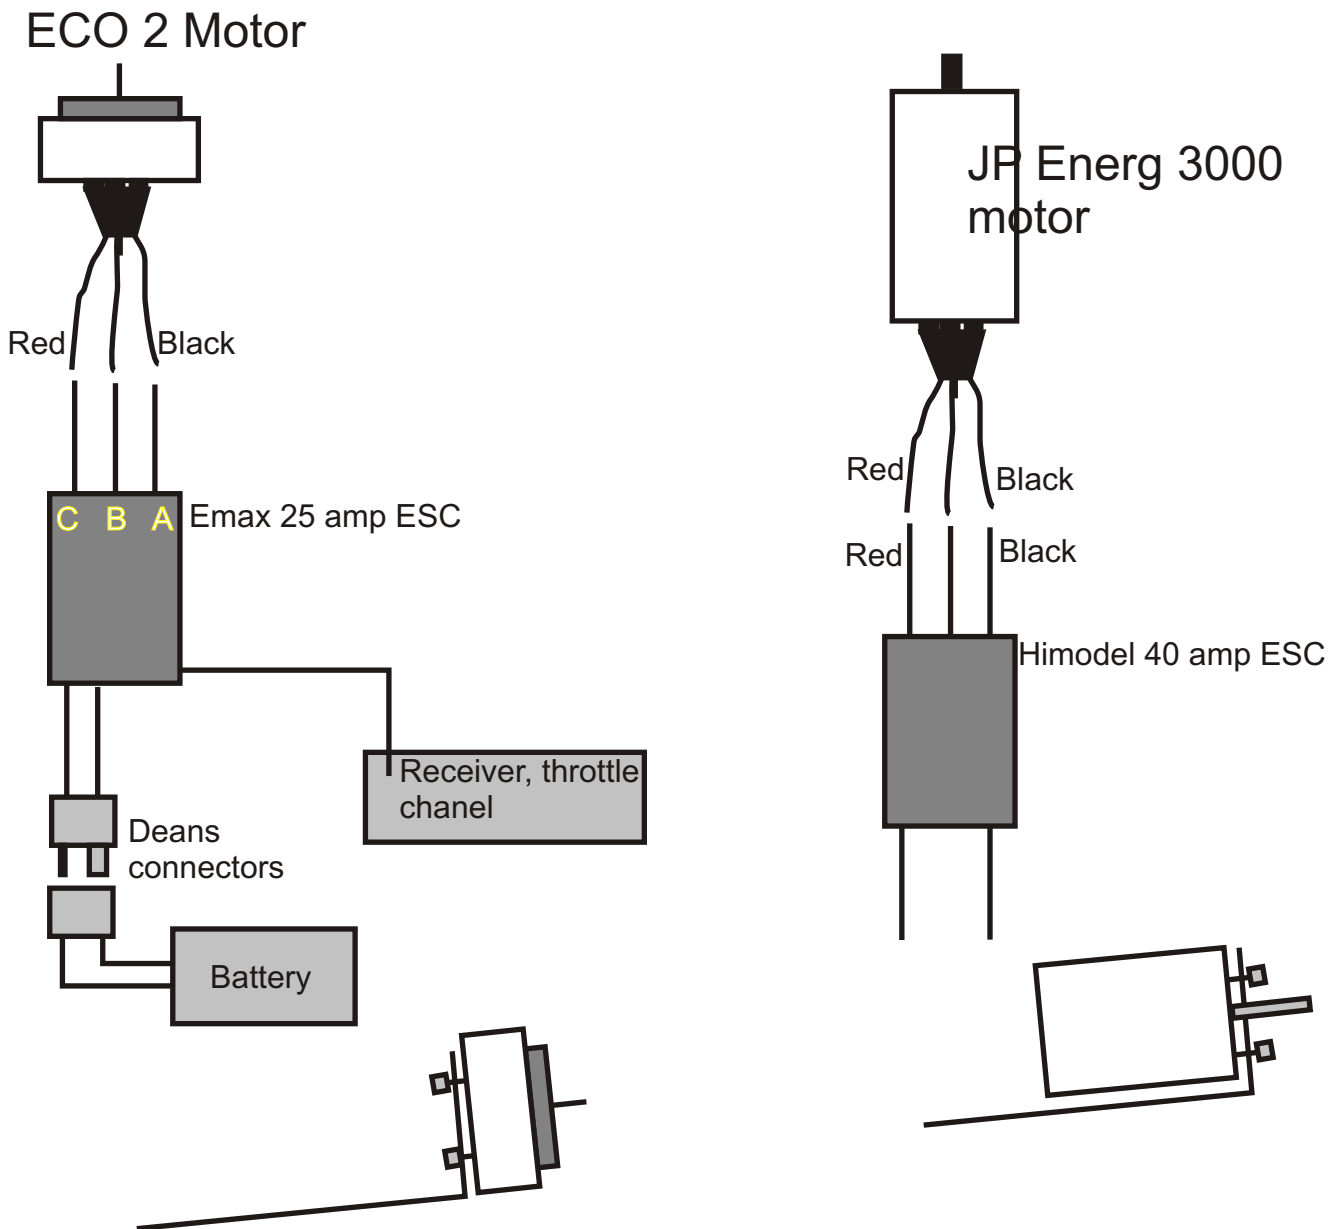 ECO 2 Motor
Red
Black
C B A
Emax 25 amp ESC
Receiver, throttle
chanel
Deans
connectors
Battery
JP Energ 3000
motor
Red
Black
Red
Black
Himodel 40 amp ESC